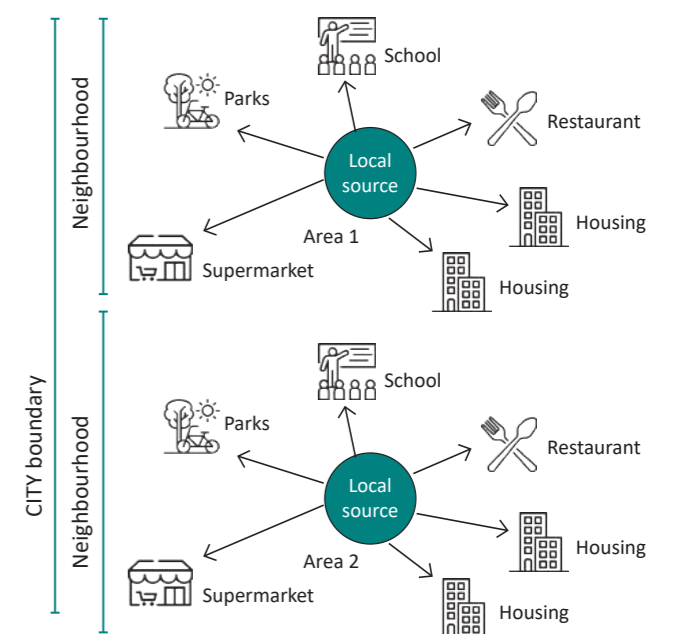 CITY boundary
Neighbourhood
School
Parks
Restaurant
Local
source
Housing
Area 1
Supermarket
Housing
Neighbourhood
School
Parks
Restaurant
Local
source
Housing
Area 2
Supermarket
Housing